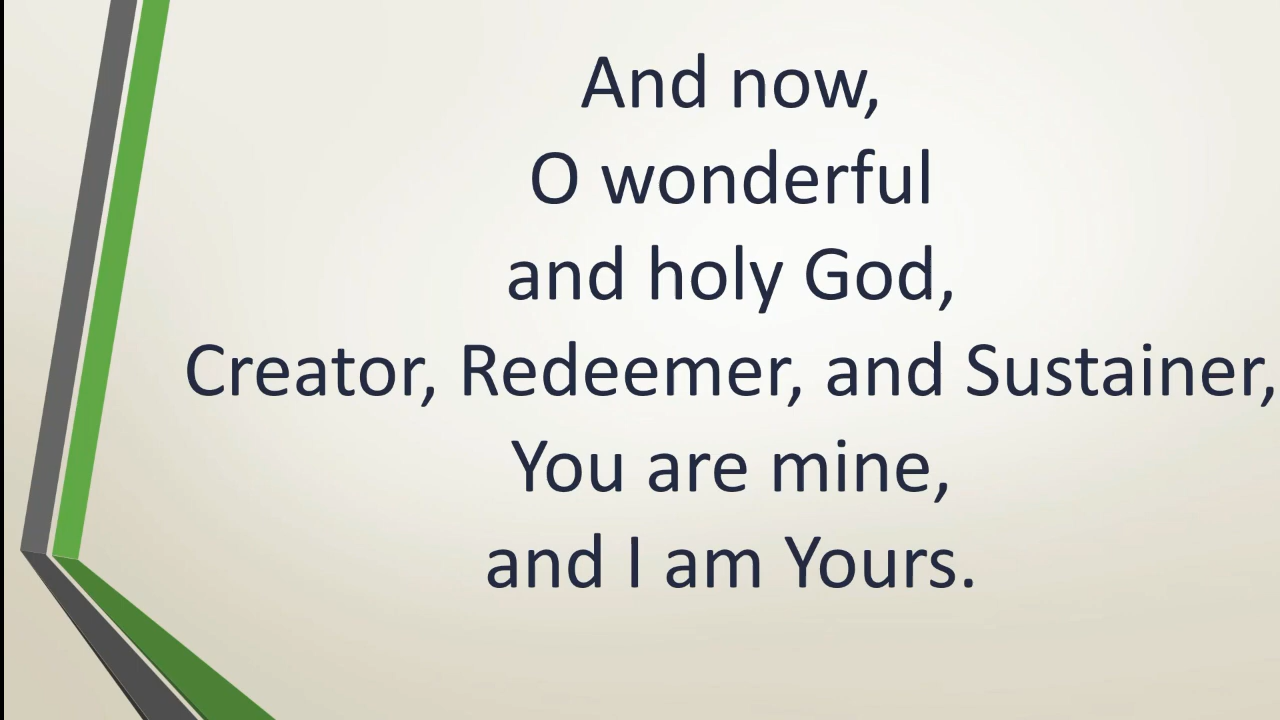 And now,
O wonderful
and holy God,
Creator, Redeemer, and Sustainer,
You are mine,
and I am Yours.